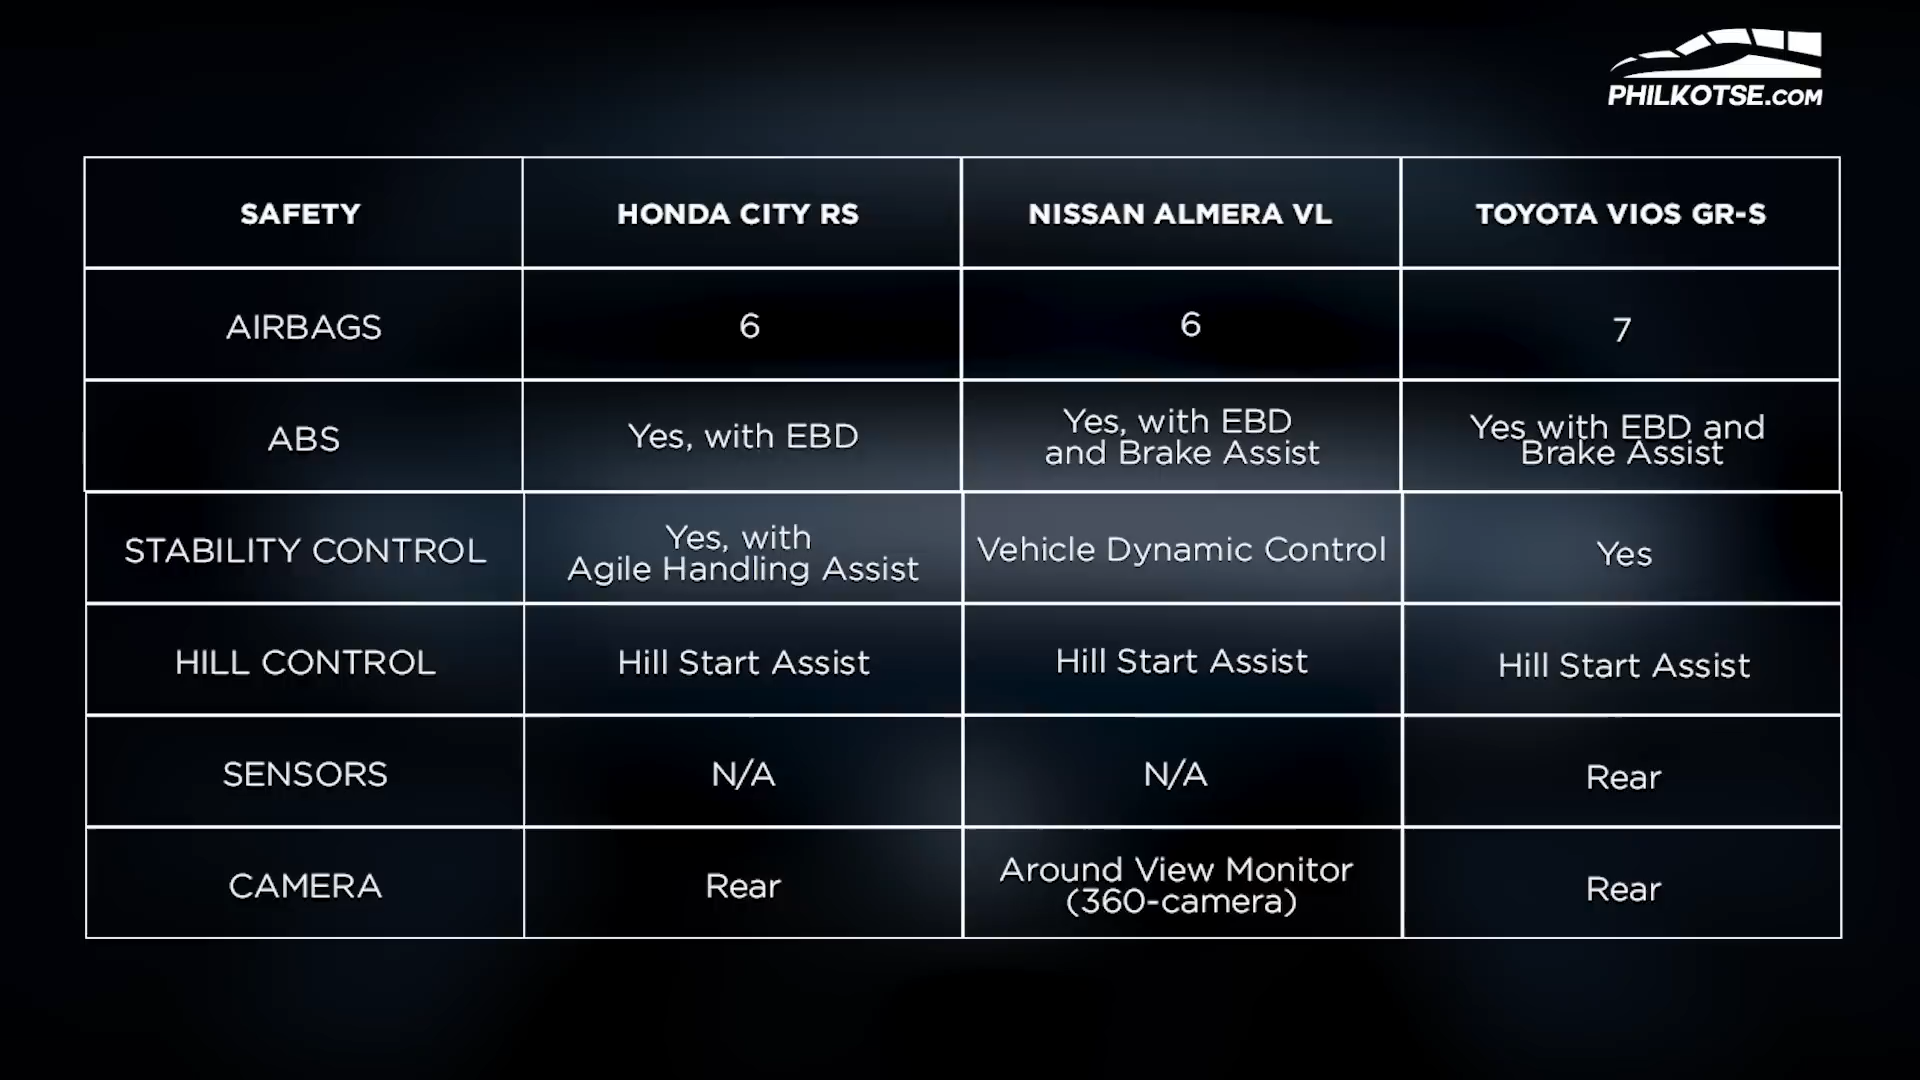 PHILKOTSE.COM
SAFETY
HONDA CITY RS
NISSAN ALMERA VL
TOYOTA VIOS GR-S
AIRBAGS
6
6
7
ABS
Yes, with EBD
Yes, with EBD
and Brake Assist
Yes with EBD and
Brake Assist
STABILITY CONTROL
Yes, with
Agile Handling Assist
Vehicle Dynamic Control
Yes
HILL CONTROL
Hill Start Assist
Hill Start Assist
Hill Start Assist
SENSORS
N/A
N/A
Rear
CAMERA
Rear
Around View Monitor
(360-camera)
Rear